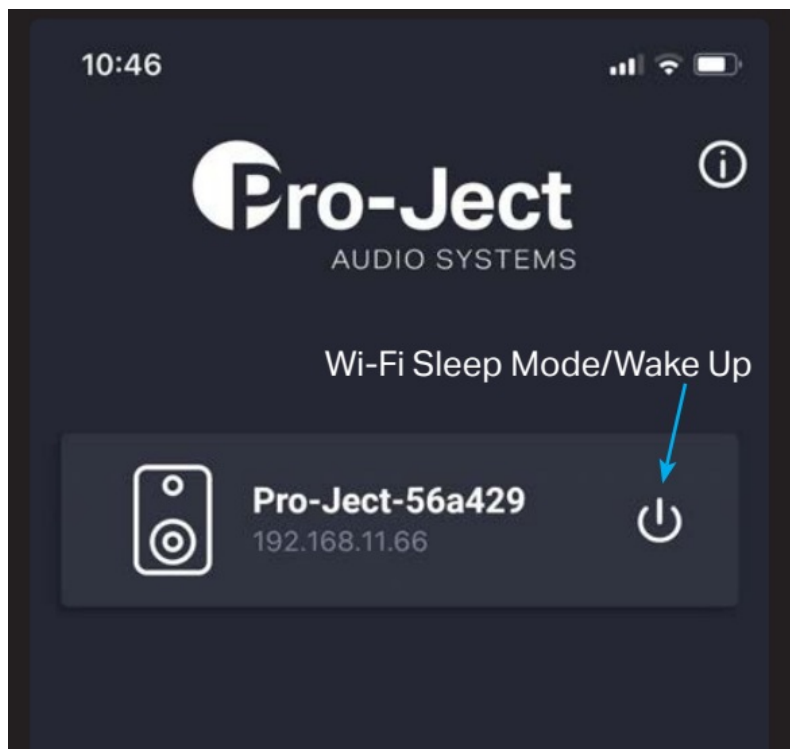 10:46
Pro-Ject
AUDIO SYSTEMS
Wi-Fi Sleep Mode/Wake Up
Pro-Ject-56a429
192.168.11.66